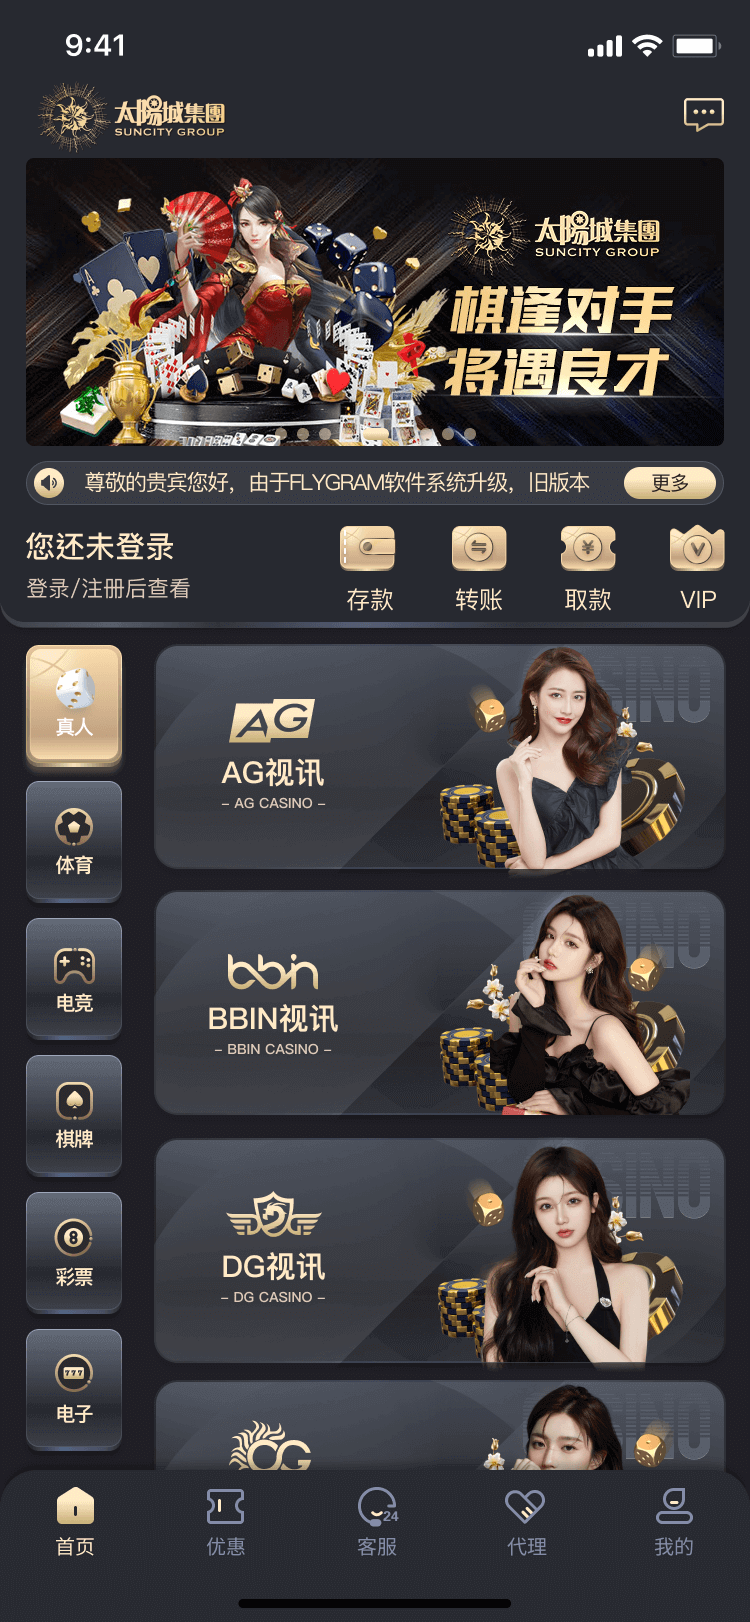 9:41
太陽城集團
SUNCITY GROUP
太陽城集團
SUNCITY GROUP
棋逢对手
将遇良才
尊敬的贵宾您好，由于FLYGRAM软件系统升级，旧版本
更多
您还未登录
登录/注册后查看
存款
转账
取款
VIP
真人
体育
电竞
棋牌
彩票
电子
AG
AG视讯
– AG CASINO –
bbin
BBIN视讯
– BBIN CASINO –
DG
DG视讯
– DG CASINO –
OG
首页
优惠
24
客服
代理
我的